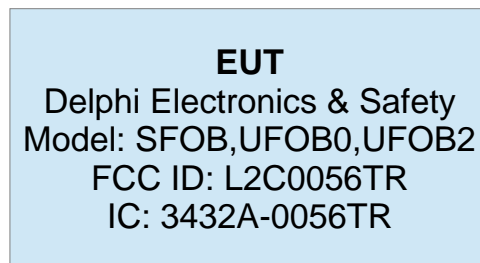 EUT
Delphi Electronics & Safety
Model: SFOB,UFOB0,UFOB2
FCC ID: L2C0056TR
IC: 3432A-0056TR